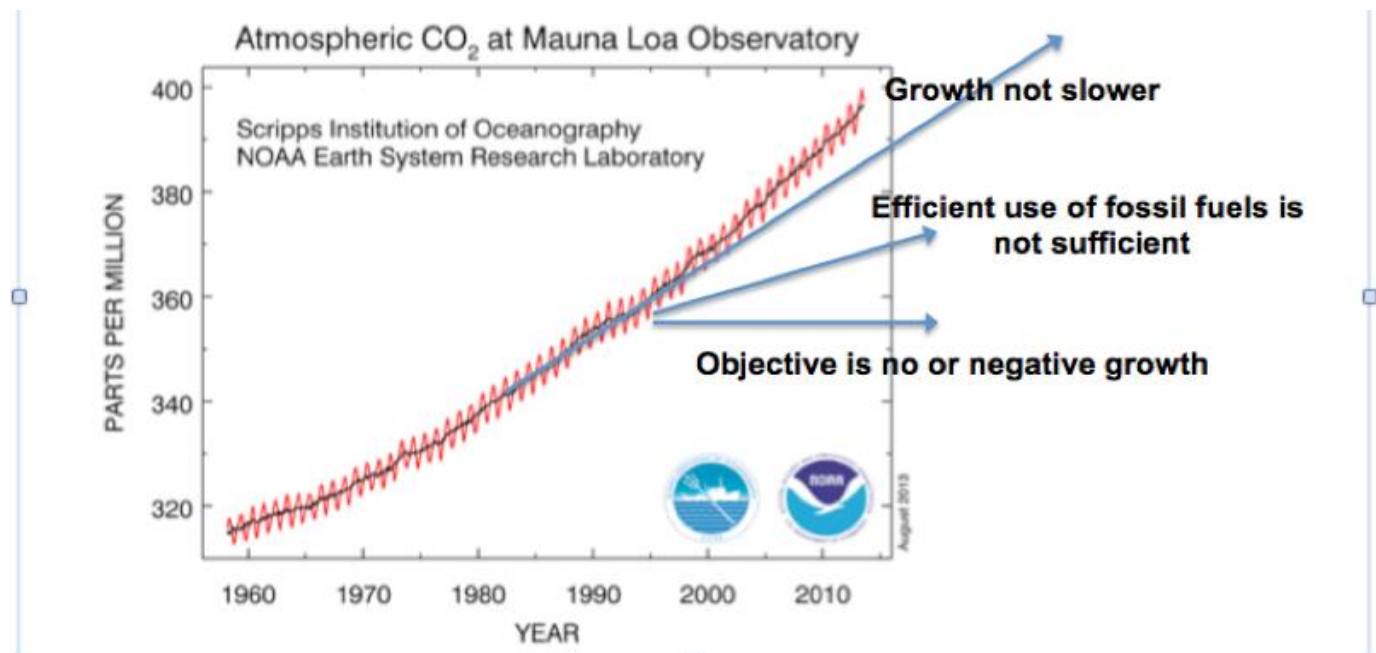 Atmospheric CO₂ at Mauna Loa Observatory
Scripps Institution of Oceanography
NOAA Earth System Research Laboratory
Growth not slower
Efficient use of fossil fuels is
not sufficient
Objective is no or negative growth
PARTS PER MILLION
400
380
360
340
320
NOAA
August 2013
1960 1970 1980 1990 2000 2010
YEAR